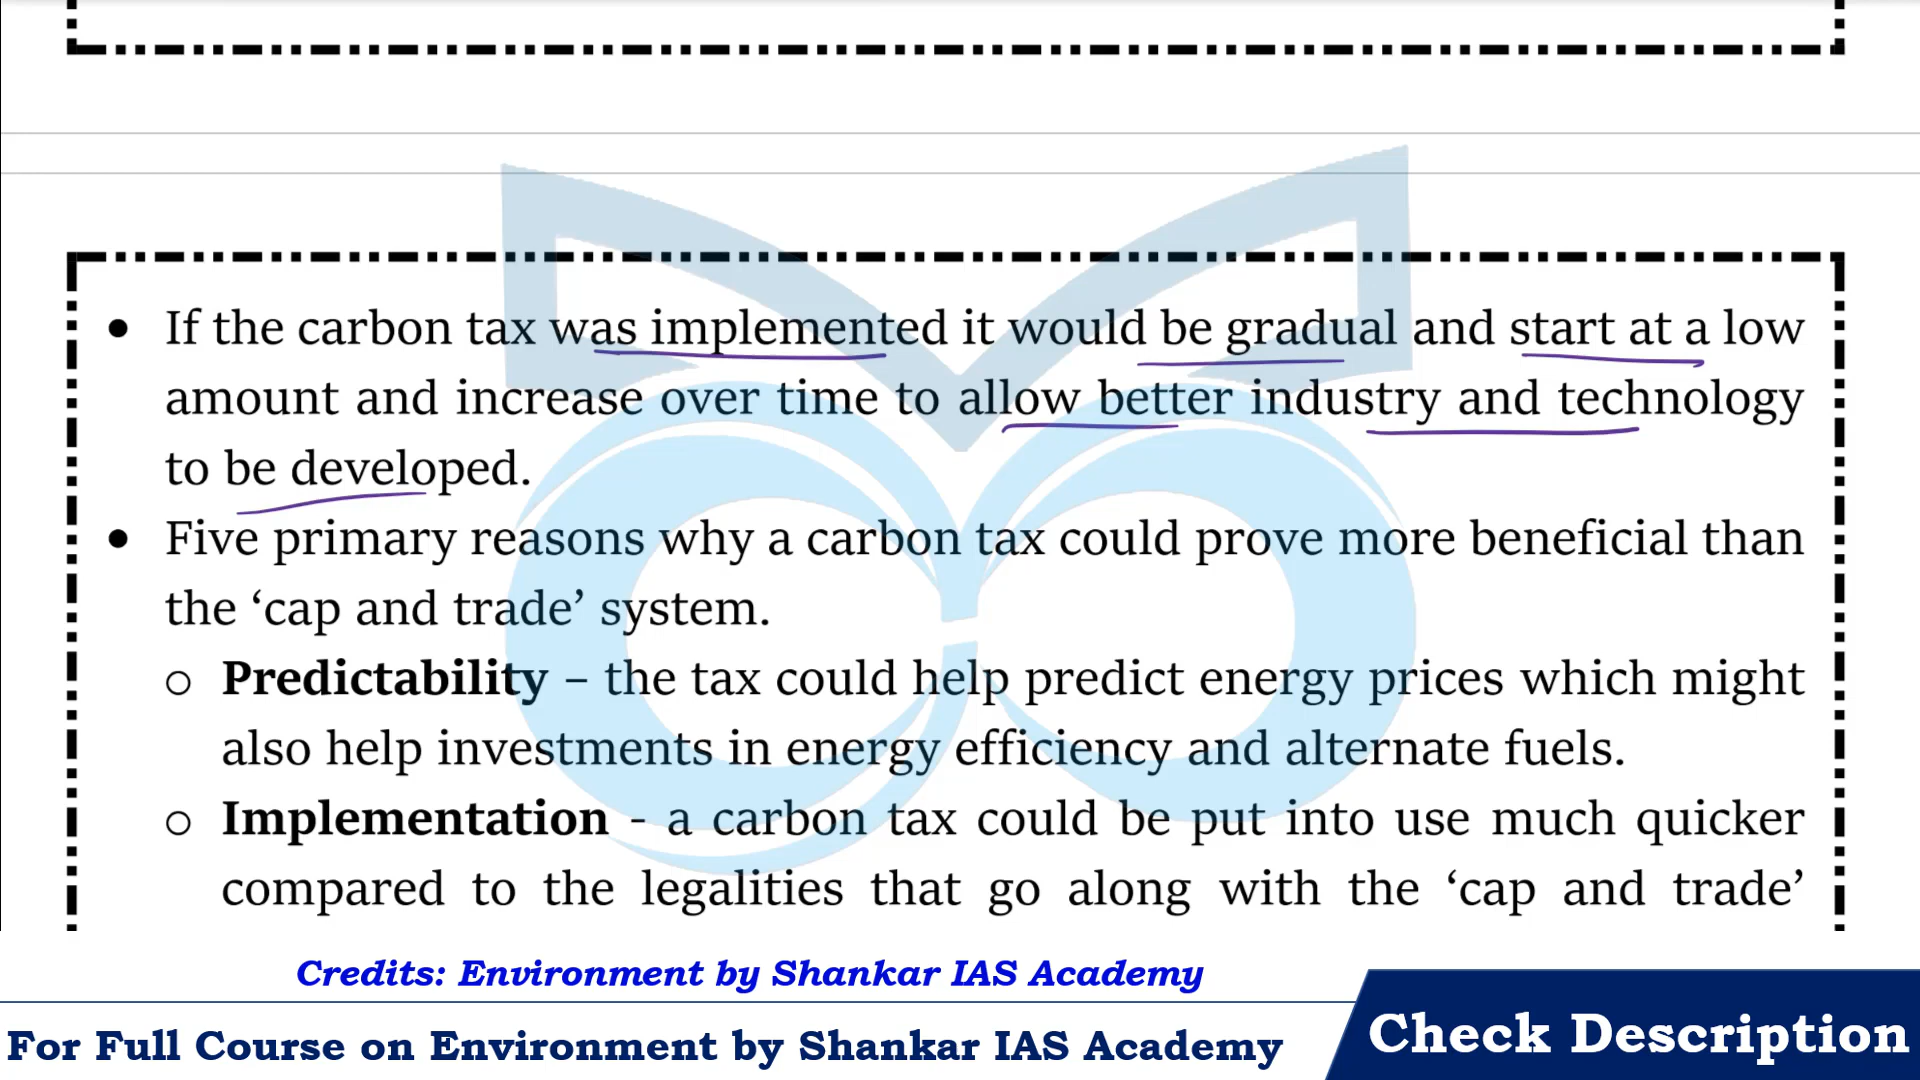 • If the carbon tax was implemented it would be gradual and start at a low
amount and increase over time to allow better industry and technology
to be developed.
• Five primary reasons why a carbon tax could prove more beneficial than
the ‘cap and trade’ system.
o Predictability – the tax could help predict energy prices which might
also help investments in energy efficiency and alternate fuels.
o Implementation - a carbon tax could be put into use much quicker
compared to the legalities that go along with the ‘cap and trade’
Credits: Environment by Shankar IAS Academy
For Full Course on Environment by Shankar IAS Academy
Check Description